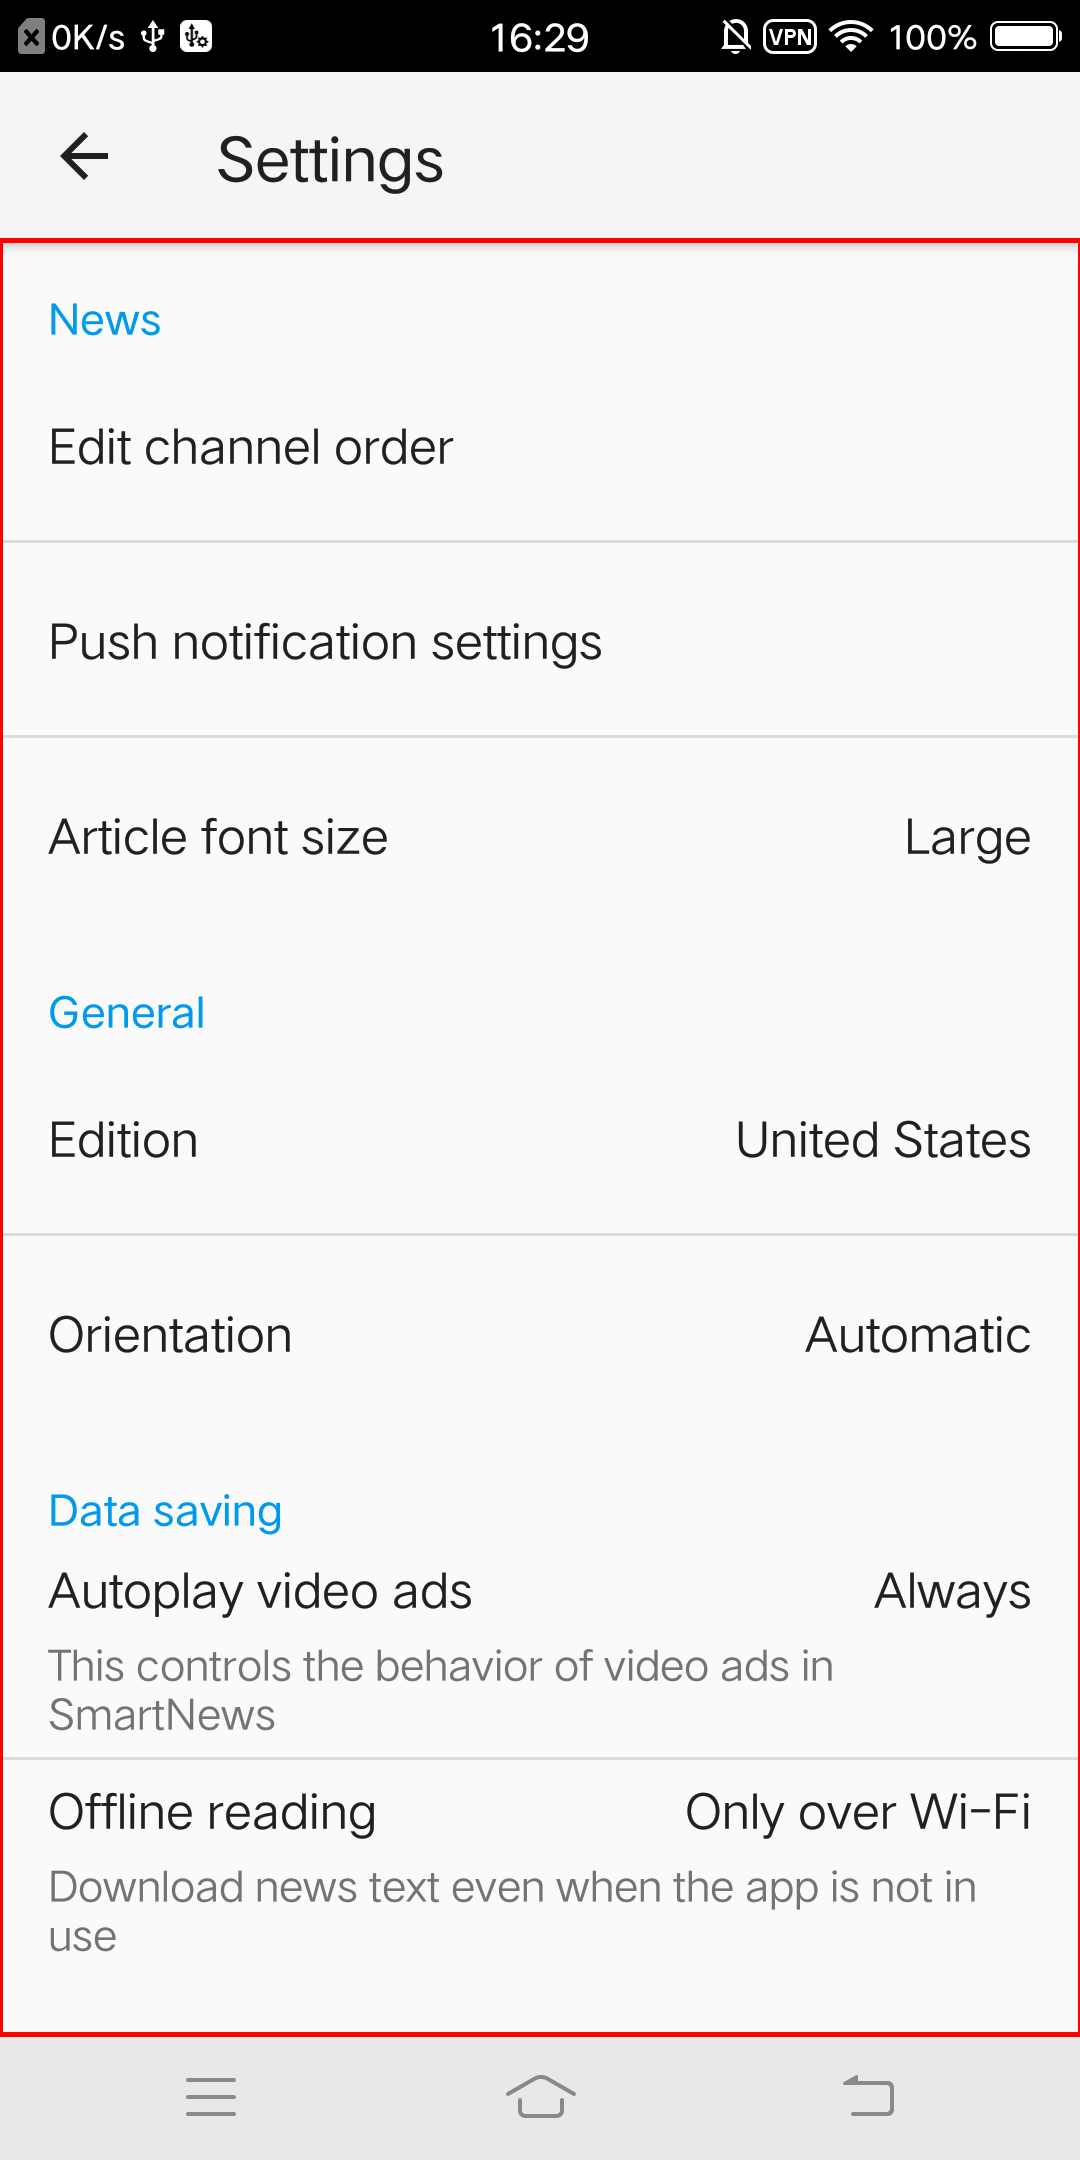 0K/s 16:29 VPN 100%
Settings
News
Edit channel order
Push notification settings
Article font size Large
General
Edition United States
Orientation Automatic
Data saving
Autoplay video ads Always
This controls the behavior of video ads in
SmartNews
Offline reading Only over Wi-Fi
Download news text even when the app is not in
use